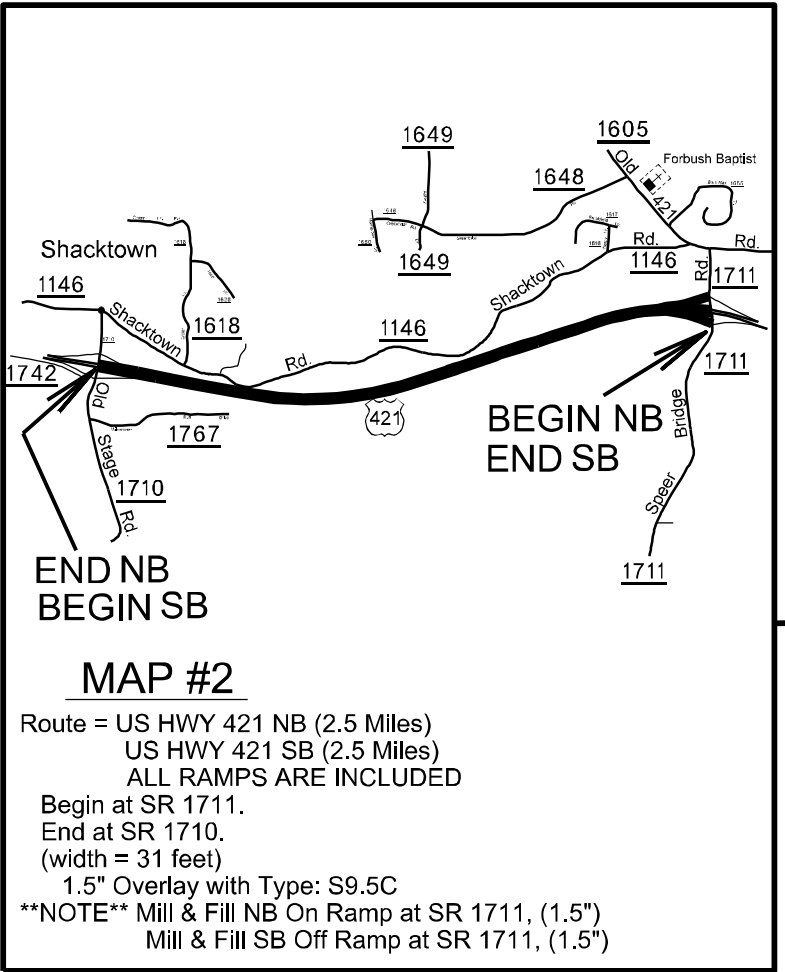 1649
1605
Old
Forbush Baptist
1648
421
1649
Rd.
1146
Rd.
Rd.
1711
Shacktown
Shacktown
1146
Shacktown
1618
1146
Rd.
1742
Old
1767
421
1711
BEGIN NB
END SB
Bridge
Stage
1710
Rd.
Speer
1711
END NB
BEGIN SB
MAP #2
Route = US HWY 421 NB (2.5 Miles)
US HWY 421 SB (2.5 Miles)
ALL RAMPS ARE INCLUDED
Begin at SR 1711.
End at SR 1710.
(width = 31 feet)
1.5" Overlay with Type: S9.5C
**NOTE** Mill & Fill NB On Ramp at SR 1711, (1.5")
Mill & Fill SB Off Ramp at SR 1711, (1.5")